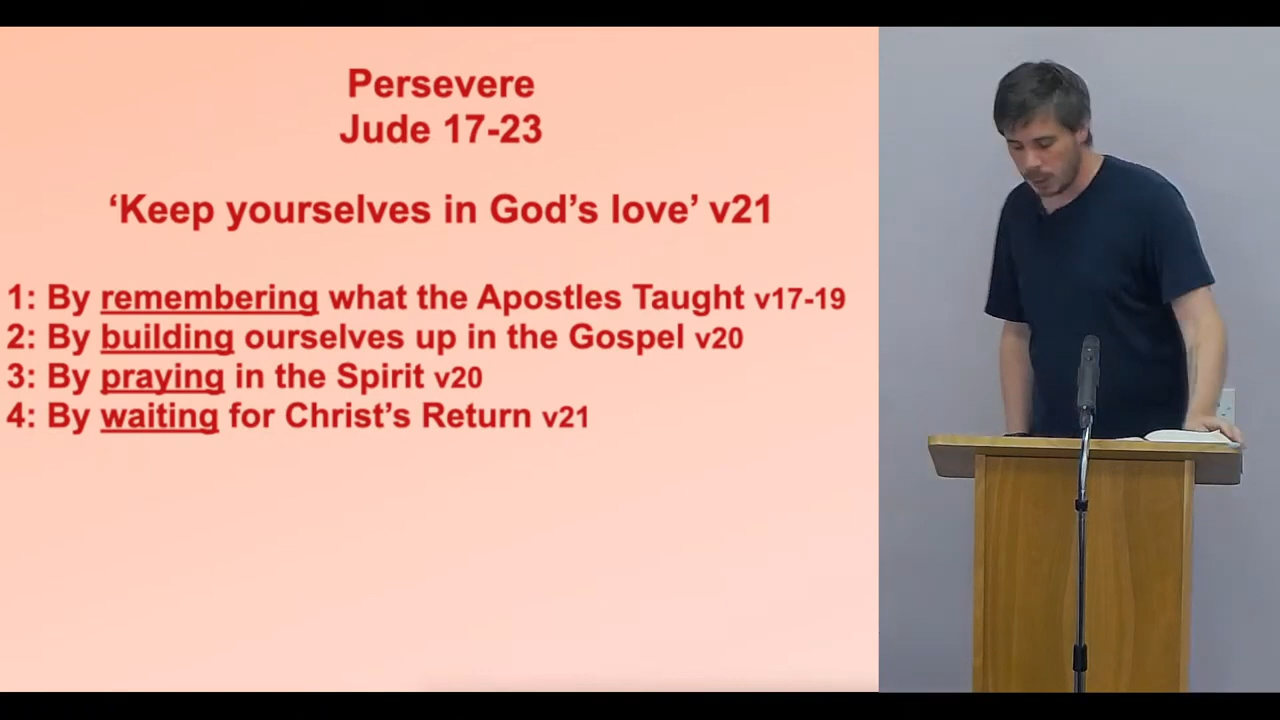 Persevere
Jude 17-23
‘Keep yourselves in God’s love’ v21
1: By remembering what the Apostles Taught v17-19
2: By building ourselves up in the Gospel v20
3: By praying in the Spirit v20
4: By waiting for Christ’s Return v21